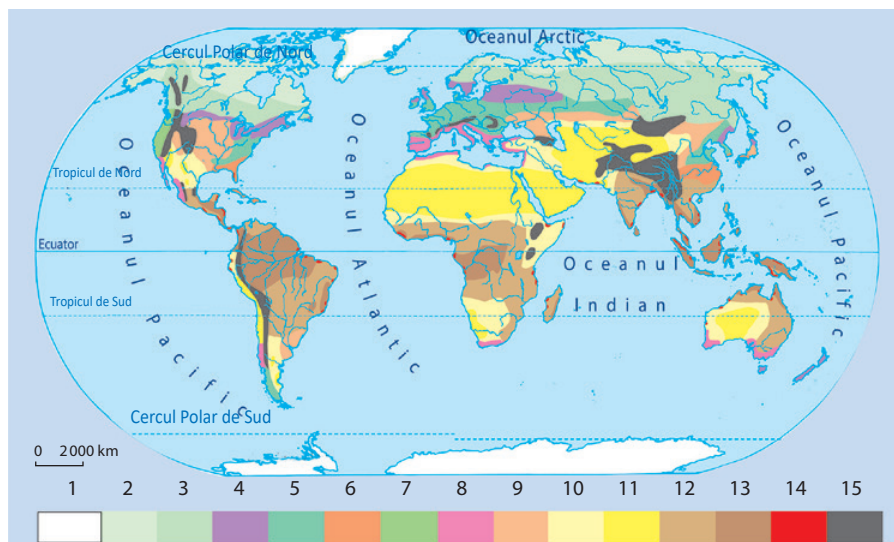 Oceanul Arctic
Cercul Polar de Nord
Oceanul Pacific
Oceanul Atlantic
Oceanul Pacific
Tropicul de Nord
Ecuator
Oceanul
Indian
Tropicul de Sud
Cercul Polar de Sud
0 2 000 km
1 2 3 4 5 6 7 8 9 10 11 12 13 14 15